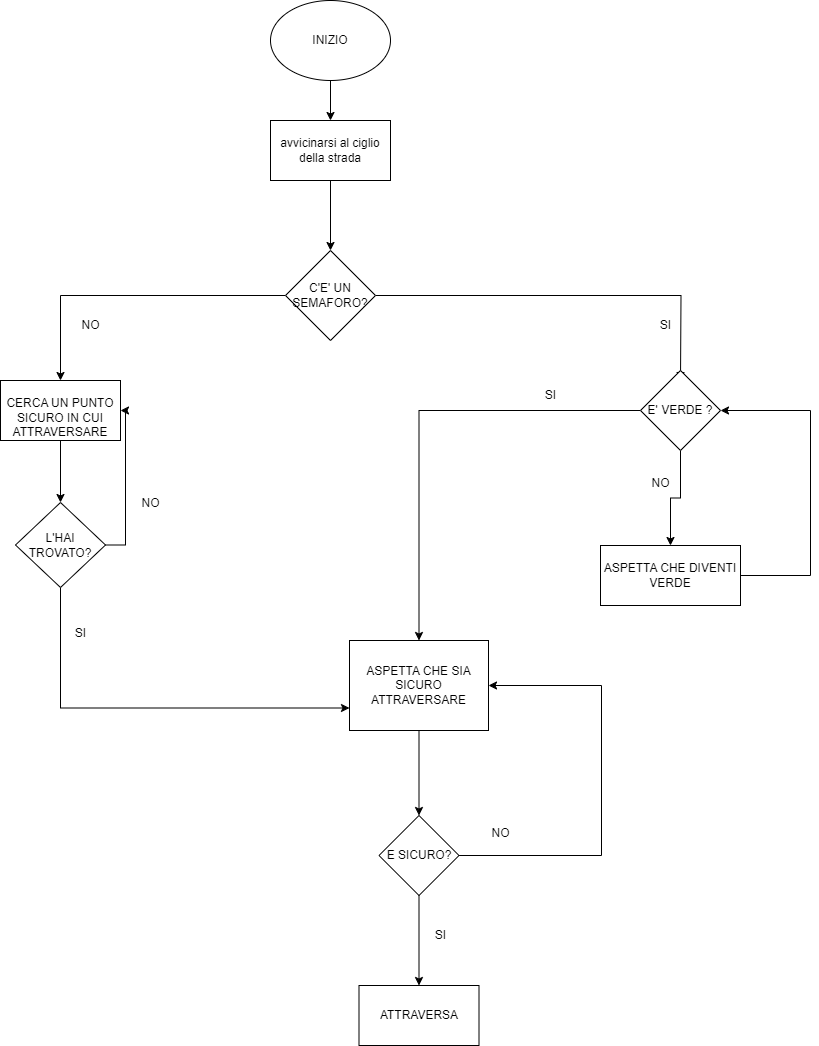 INIZIO
avvicinarsi al ciglio
della strada
C'E' UN
SEMAFORO?
NO
SI
CERCA UN PUNTO
SICURO IN CUI
ATTRAVERSARE
SI
E' VERDE ?
NO
NO
L'HAI
TROVATO?
ASPETTA CHE DIVENTI
VERDE
SI
ASPETTA CHE SIA
SICURO
ATTRAVERSARE
NO
E SICURO?
SI
ATTRAVERSA